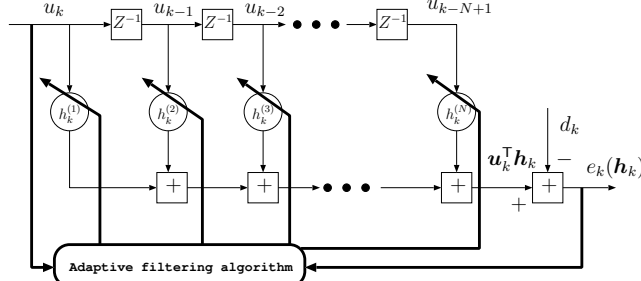 u_k Z^{-1} u_{k-1} Z^{-1} u_{k-2} Z^{-1} u_{k-N+1}
h_k^{(1)} h_k^{(2)} h_k^{(3)} h_k^{(N)} d_k
u_k^T h_k − e_k(h_k)
+ + + +
+
Adaptive filtering algorithm